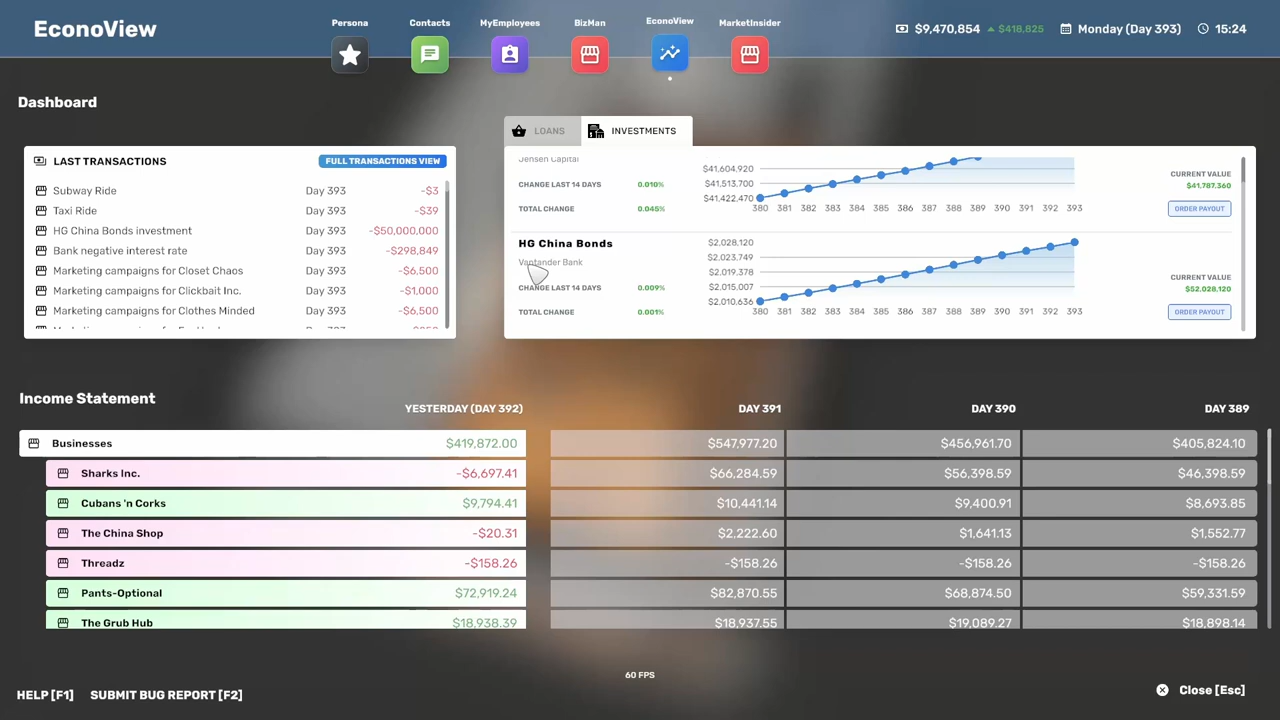 EconoView
Persona
Contacts
MyEmployees
BizMan
EconoView
MarketInsider
$9,470,854
$418,825
Monday (Day 393)
15:24
Dashboard
LOANS
INVESTMENTS
LAST TRANSACTIONS
FULL TRANSACTIONS VIEW
Subway Ride Day 393 -$3
Taxi Ride Day 393 -$39
HG China Bonds investment Day 393 -$50,000,000
Bank negative interest rate Day 393 -$298,849
Marketing campaigns for Closet Chaos Day 393 -$6,500
Marketing campaigns for Clickbait Inc. Day 393 -$1,000
Marketing campaigns for Clothes Minded Day 393 -$6,500
Jensen Capital
CHANGE LAST 14 DAYS 0.010%
TOTAL CHANGE 0.045%
$41,604,920
$41,513,700
$41,422,470
380 381 382 383 384 385 386 387 388 389 390 391 392 393
CURRENT VALUE
$41,787,360
ORDER PAYOUT
HG China Bonds
Vantander Bank
CHANGE LAST 14 DAYS 0.009%
TOTAL CHANGE 0.001%
$2,028,120
$2,023,749
$2,019,378
$2,015,007
$2,010,636
380 381 382 383 384 385 386 387 388 389 390 391 392 393
CURRENT VALUE
$52,028,120
ORDER PAYOUT
Income Statement
YESTERDAY (DAY 392) DAY 391 DAY 390 DAY 389
Businesses $419,872.00 $547,977.20 $456,961.70 $405,824.10
Sharks Inc. -$6,697.41 $66,284.59 $56,398.59 $46,398.59
Cubans 'n Corks $9,794.41 $10,441.14 $9,400.91 $8,693.85
The China Shop -$20.31 $2,222.60 $1,641.13 $1,552.77
Threadz -$158.26 -$158.26 -$158.26 -$158.26
Pants-Optional $72,919.24 $82,870.55 $68,874.50 $59,331.59
The Grub Hub $18,938.39 $18,937.55 $19,089.27 $18,898.14
60 FPS
HELP [F1]
SUBMIT BUG REPORT [F2]
Close [Esc]